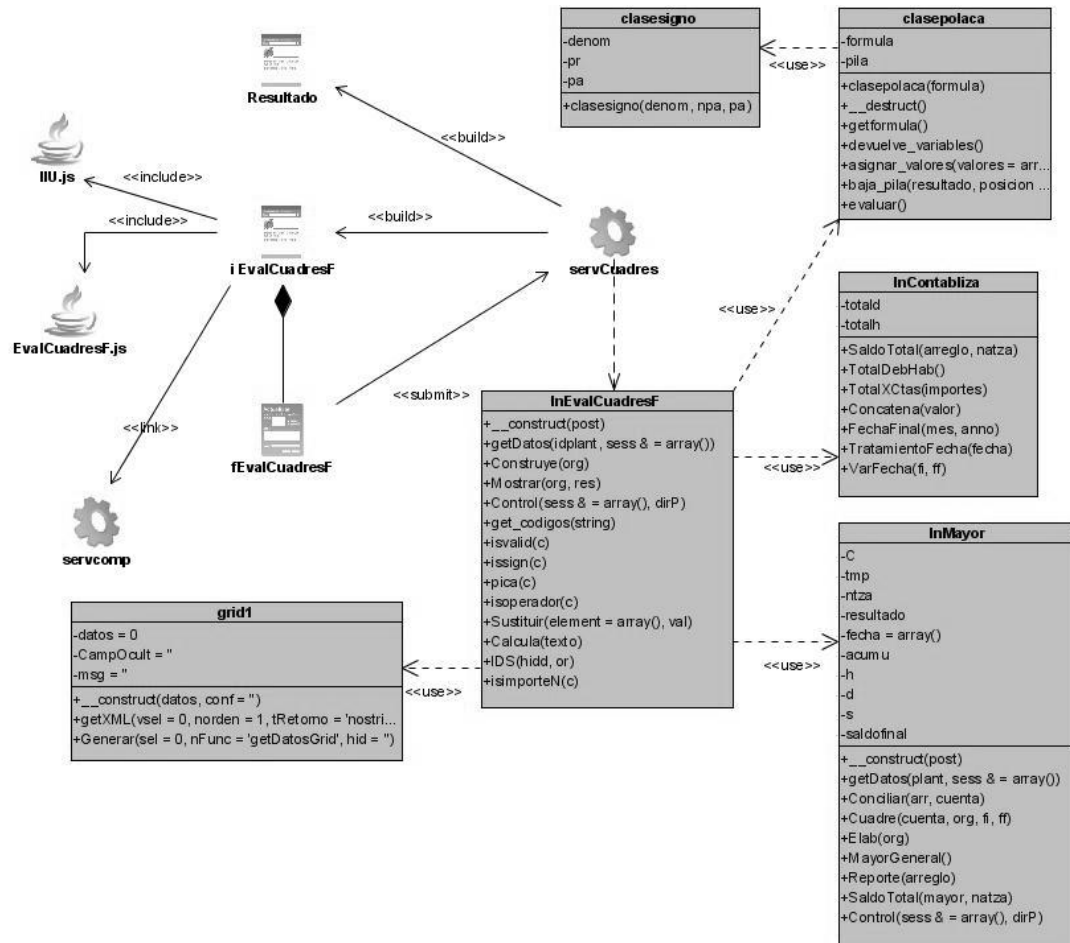 clasesigno
-denom
-pr
-pa
+clasesigno(denom, npa, pa)
<<use>>
clasepolaca
-formula
-pila
+clasepolaca(formula)
+__destruct()
+getformula()
+devuelve_variables()
+asignar_valores(valores = arr...
+baja_pila(resultado, posicion ...
+evaluar()
Resultado
<<build>>
IIU.js
<<include>>
<<include>>
i EvalCuadresF
<<build>>
servCuadres
EvalCuadresF.js
<<use>>
InContabliza
-totald
-totalh
+SaldoTotal(arreglo, natza)
+TotalDebHab()
+TotalXCtas(importes)
+Concatena(valor)
+FechaFinal(mes, anno)
+TratamientoFecha(fecha)
+VarFecha(fi, ff)
<<use>>
<<link>>
fEvalCuadresF
<<submit>>
servcomp
InEvalCuadresF
+__construct(post)
+getDatos(idplant, sess & = array())
+Construye(org)
+Mostrar(org, res)
+Control(sess & = array(), dirP)
+get_codigos(string)
+isvalid(c)
+issign(c)
+pica(c)
+isoperador(c)
+Sustituir(element = array(), val)
+Calcula(texto)
+IDS(hidd, or)
+isimporteN(c)
<<use>>
grid1
-datos = 0
-CampOcult = ''
-msg = ''
+__construct(datos, conf = '')
+getXML(vsel = 0, norden = 1, tRetorno = 'nostri...
+Generar(sel = 0, nFunc = 'getDatosGrid', hid = '')
<<use>>
InMayor
-C
-tmp
-ntza
-resultado
-fecha = array()
-acumu
-h
-d
-s
-saldofinal
+__construct(post)
+getDatos(plant, sess & = array())
+Conciliar(arr, cuenta)
+Cuadre(cuenta, org, fi, ff)
+Elab(org)
+MayorGeneral()
+Reporte(arreglo)
+SaldoTotal(mayor, natza)
+Control(sess & = array(), dirP)